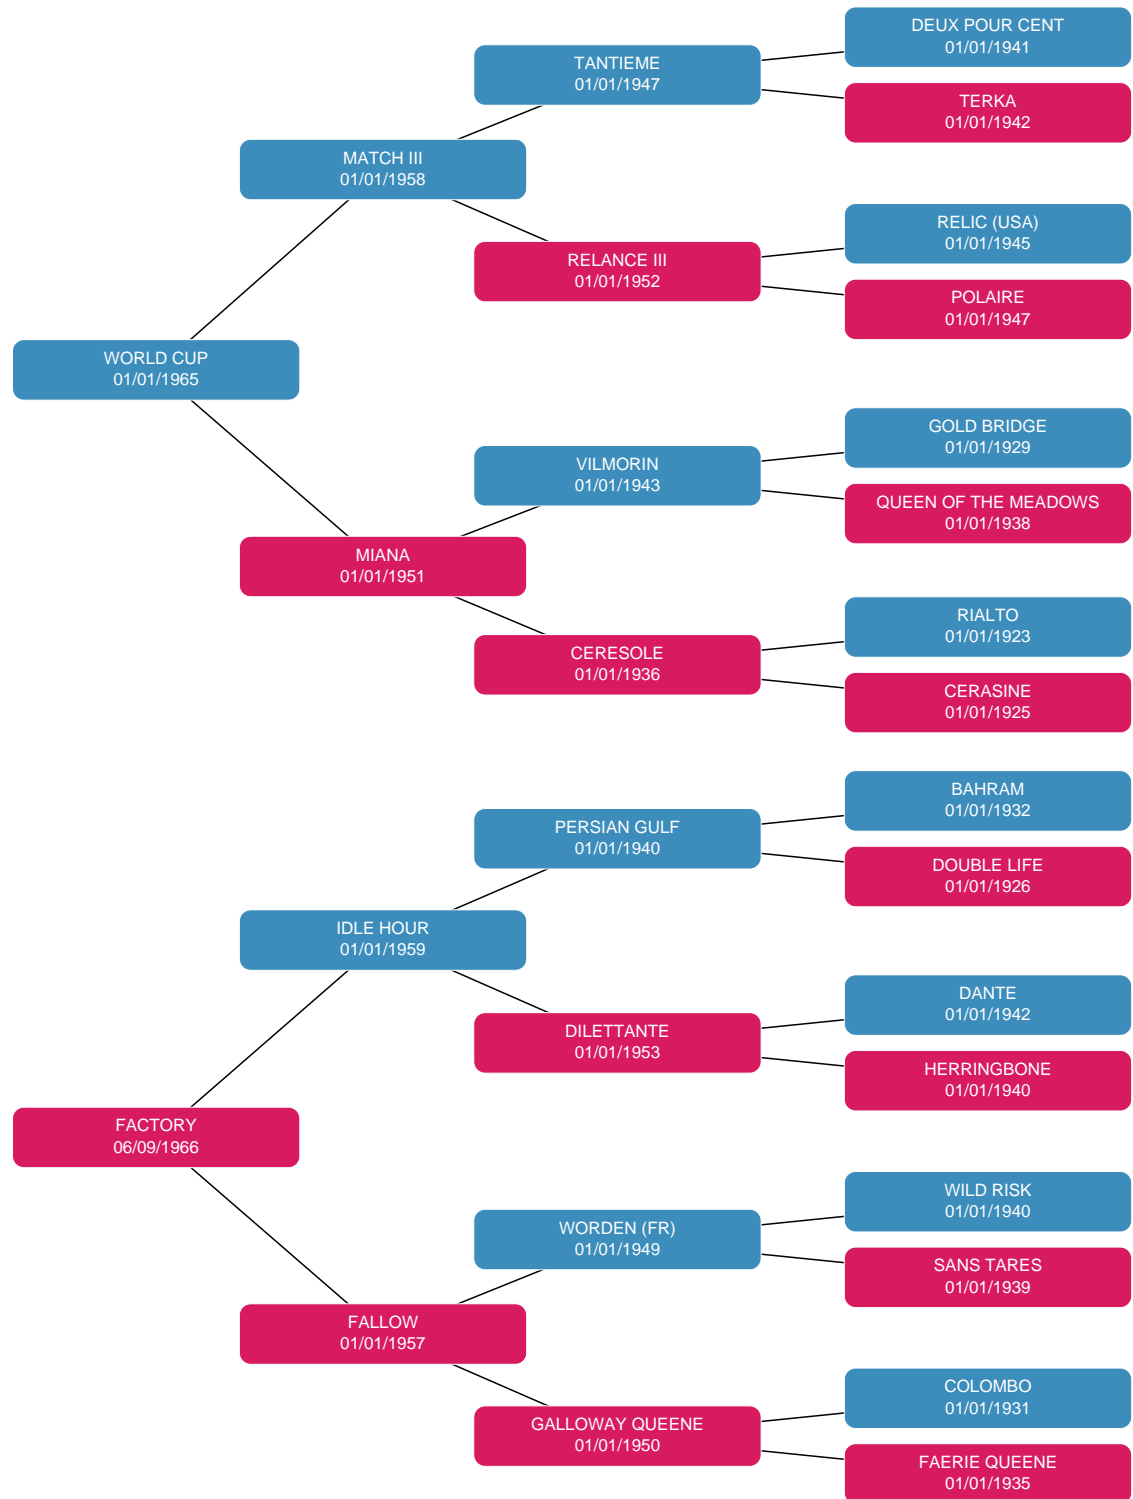 DEUX POUR CENT
01/01/1941
TANTIEME
01/01/1947
TERKA
01/01/1942
MATCH III
01/01/1958
RELIC (USA)
01/01/1945
RELANCE III
01/01/1952
POLAIRE
01/01/1947
WORLD CUP
01/01/1965
GOLD BRIDGE
01/01/1929
VILMORIN
01/01/1943
QUEEN OF THE MEADOWS
01/01/1938
MIANA
01/01/1951
RIALTO
01/01/1923
CERESOLE
01/01/1936
CERASINE
01/01/1925
BAHRAM
01/01/1932
PERSIAN GULF
01/01/1940
DOUBLE LIFE
01/01/1926
IDLE HOUR
01/01/1959
DANTE
01/01/1942
DILETTANTE
01/01/1953
HERRINGBONE
01/01/1940
FACTORY
06/09/1966
WILD RISK
01/01/1940
WORDEN (FR)
01/01/1949
SANS TARES
01/01/1939
FALLOW
01/01/1957
COLOMBO
01/01/1931
GALLOWAY QUEENE
01/01/1950
FAERIE QUEENE
01/01/1935